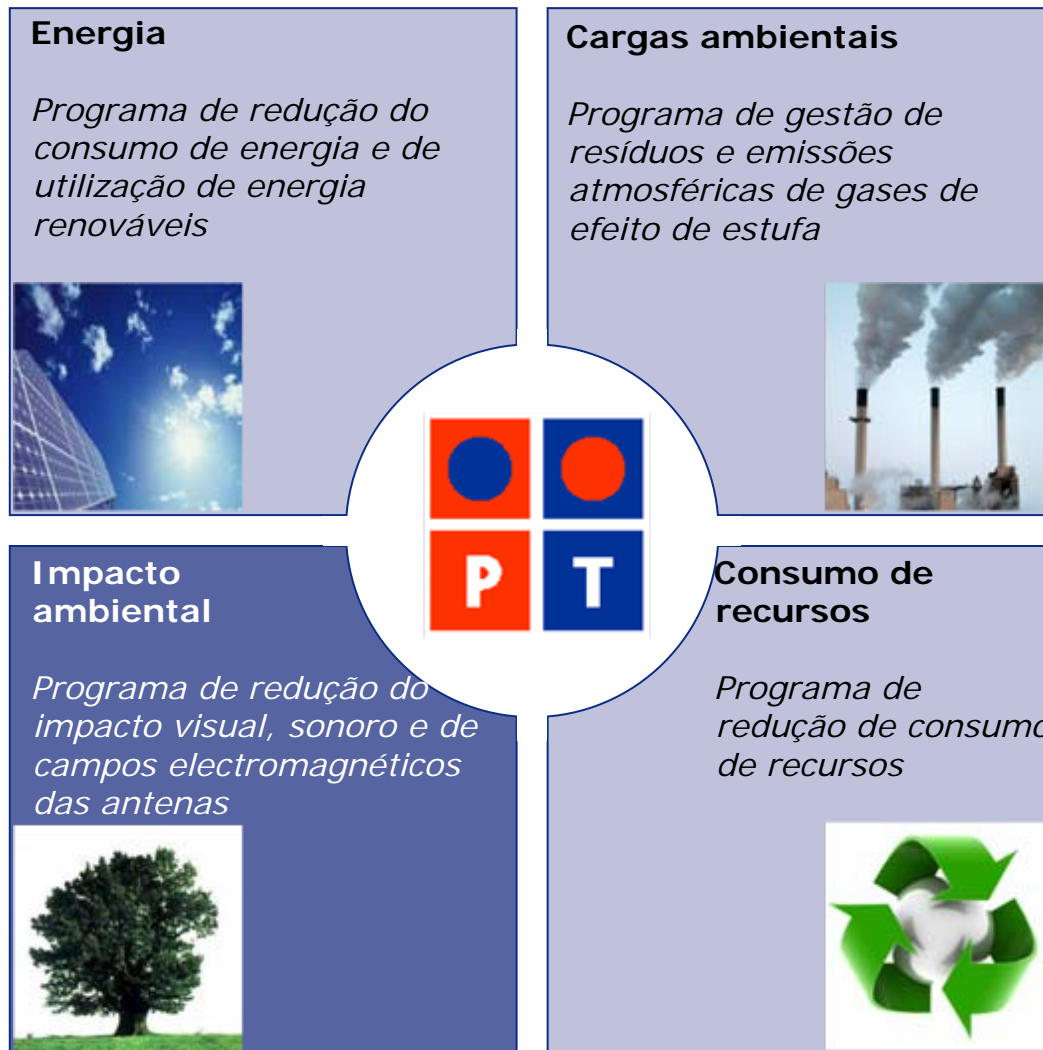 Energia
Programa de redução do
consumo de energia e de
utilização de energia
renováveis
Cargas ambientais
Programa de gestão de
resíduos e emissões
atmosféricas de gases de
efeito de estufa
P T
Impacto
ambiental
Programa de redução do
impacto visual, sonoro e de
campos electromagnéticos
das antenas
Consumo de
recursos
Programa de
redução de consumo
de recursos